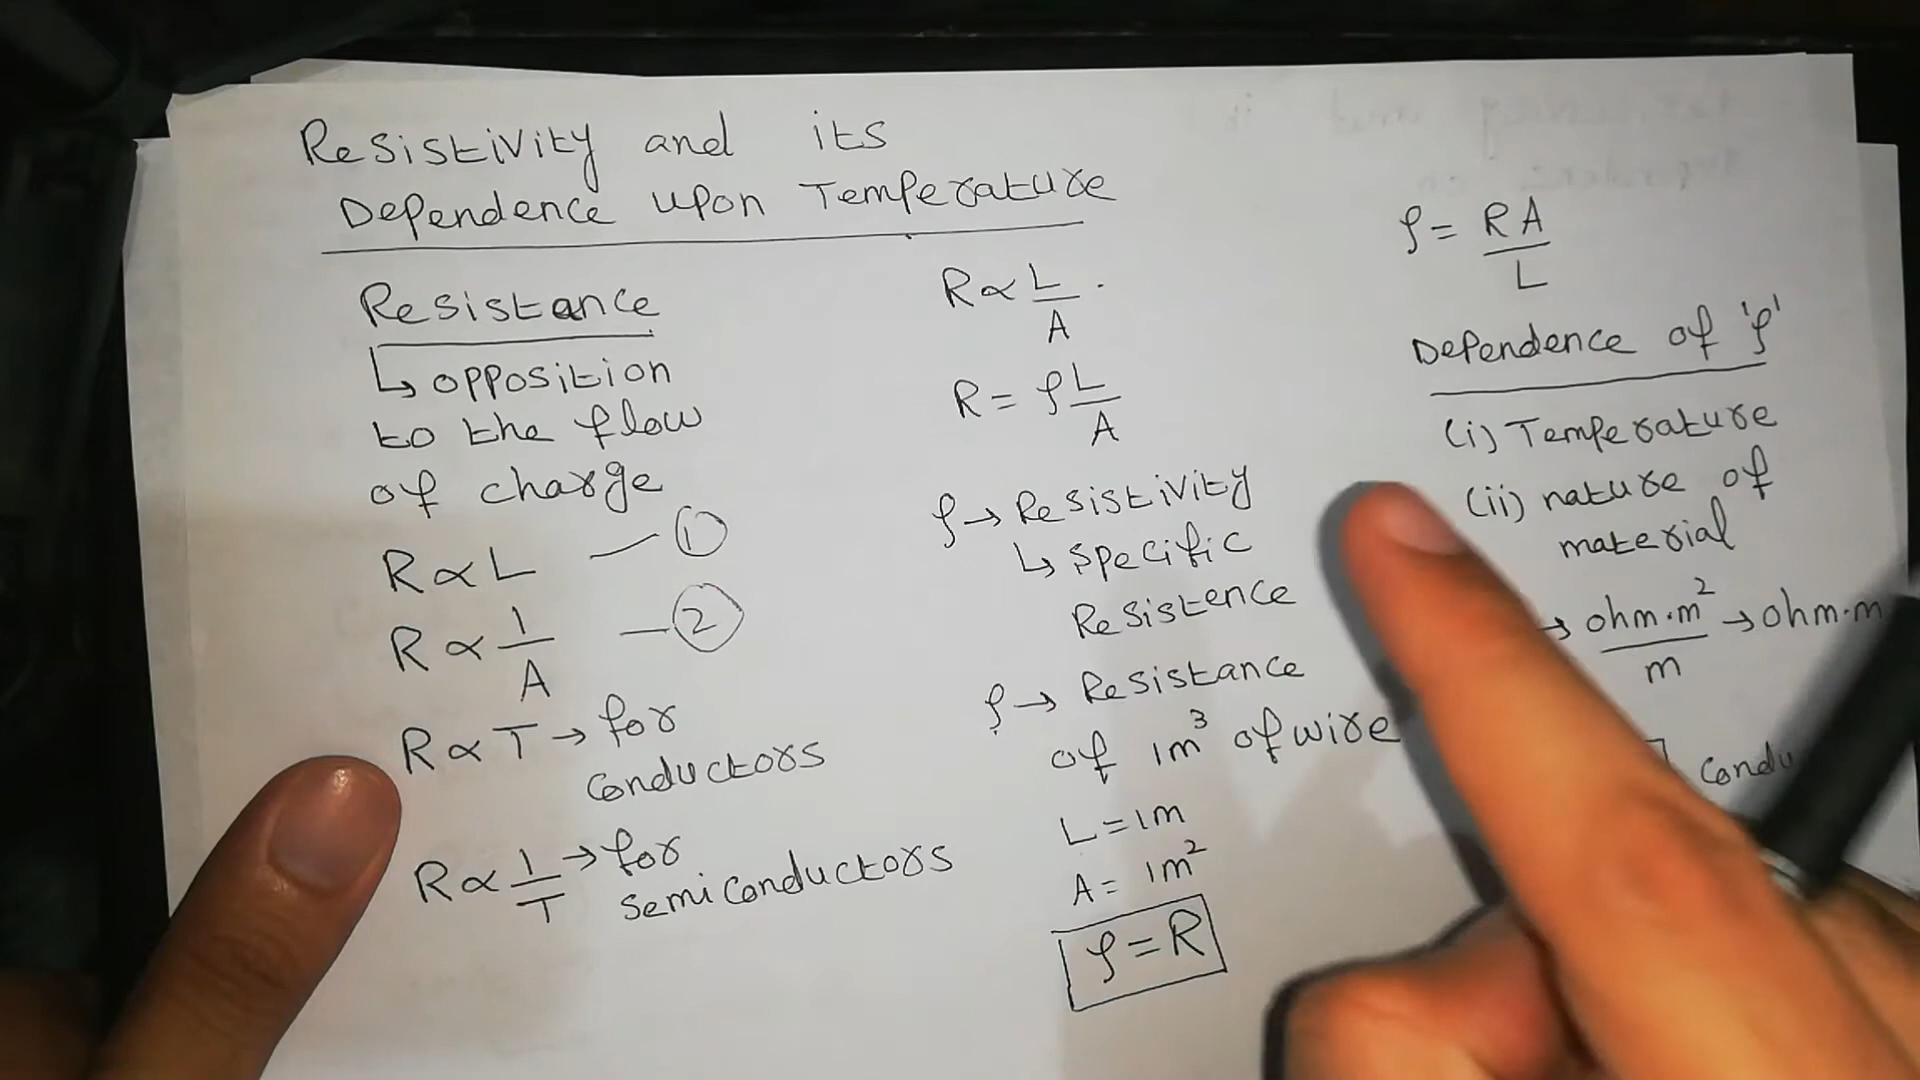 Resistivity and its
Dependence upon Temperature
Resistance
↳ opposition
to the flow
of charge
R ∝ L — ①
R ∝ 1/A — ②
R ∝ T → for
conductors
R ∝ 1/T → for
semiconductors
R ∝ L/A .
R = ρ L/A
ρ → Resistivity
↳ specific
Resistence
ρ → Resistance
of 1m³ of wire
L = 1m
A = 1m²
ρ = R
ρ = RA/L
Dependence of 'ρ'
(i) Temperature
(ii) nature of
material
→ ohm·m²/m → ohm·m